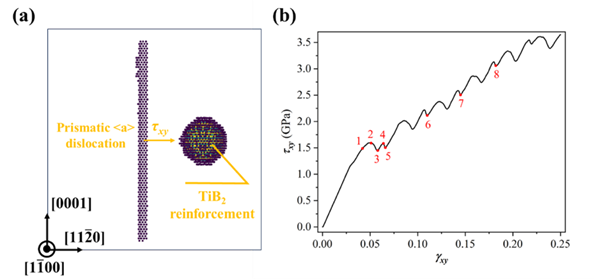 (a)
Prismatic <a>
dislocation
τxy
TiB₂
reinforcement
[0001]
[112̄0]
[11̄00]
(b)
τxy (GPa)
3.5
3.0
2.5
2.0
1.5
1.0
0.5
0.0
1
2
3
4
5
6
7
8
0.00 0.05 0.10 0.15 0.20 0.25
γxy